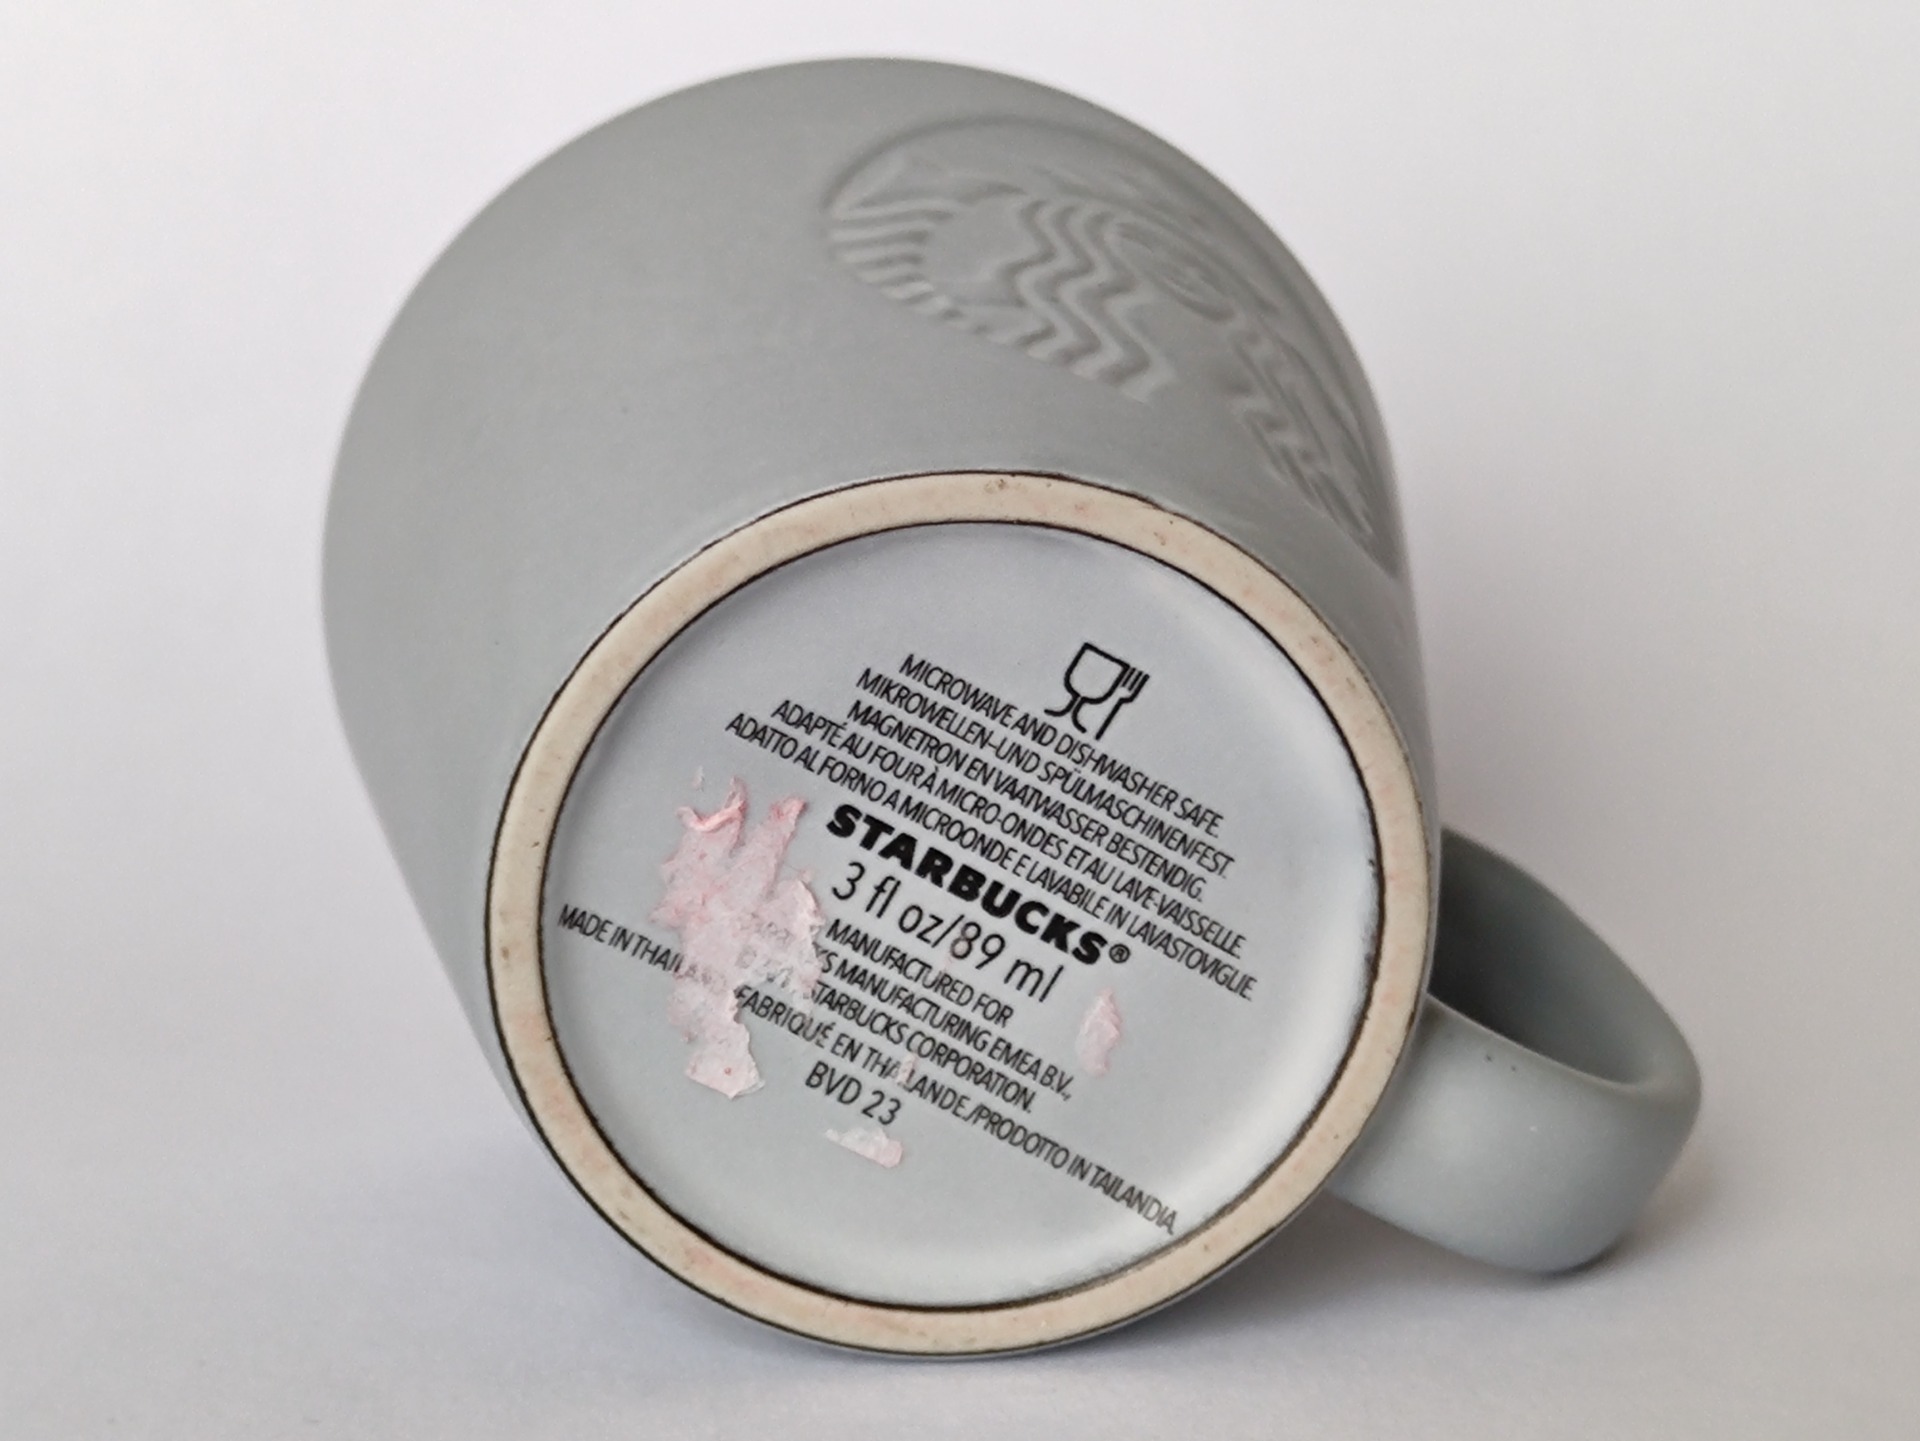 MICROWAVE AND DISHWASHER SAFE.
MIKROWELLEN-UND SPÜLMASCHINENFEST.
MAGNETRON EN VAATWASSER BESTENDIG.
ADAPTÉ AU FOUR À MICRO-ONDES ET AU LAVE-VAISSELLE.
ADATTO AL FORNO A MICROONDE E LAVABILE IN LAVASTOVIGLIE.
STARBUCKS®
3 fl oz/89 ml
MANUFACTURED FOR
MANUFACTURING EMEA B.V.,
STARBUCKS CORPORATION.
MADE IN FABRIQUÉ EN THAÏLANDE./PRODOTTO IN TAILANDIA.
BVD 23